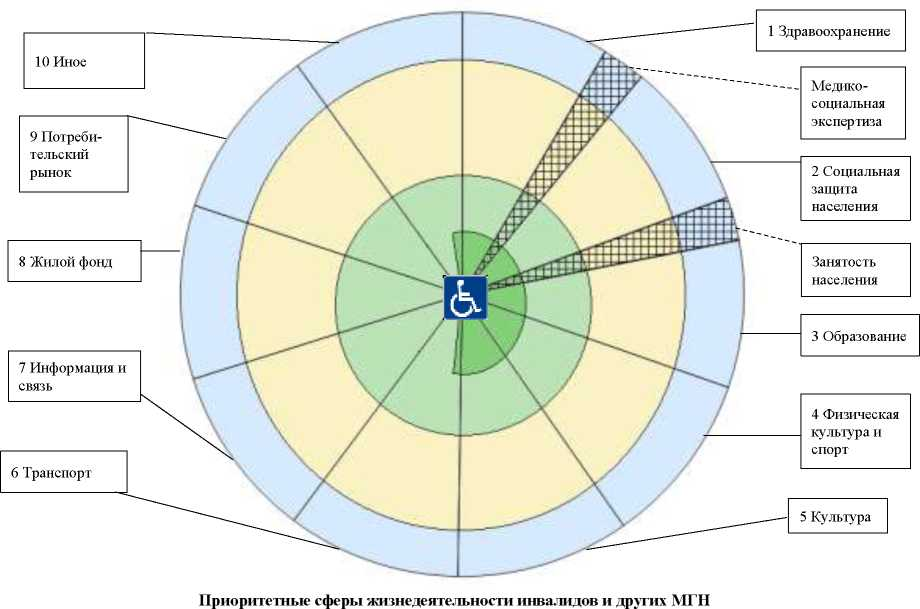 1 Здравоохранение
Медико-
социальная
экспертиза
2 Социальная
защита
населения
Занятость
населения
3 Образование
4 Физическая
культура и
спорт
5 Культура
6 Транспорт
7 Информация и
связь
8 Жилой фонд
9 Потреби-
тельский
рынок
10 Иное
Приоритетные сферы жизнедеятельности инвалидов и других МГН